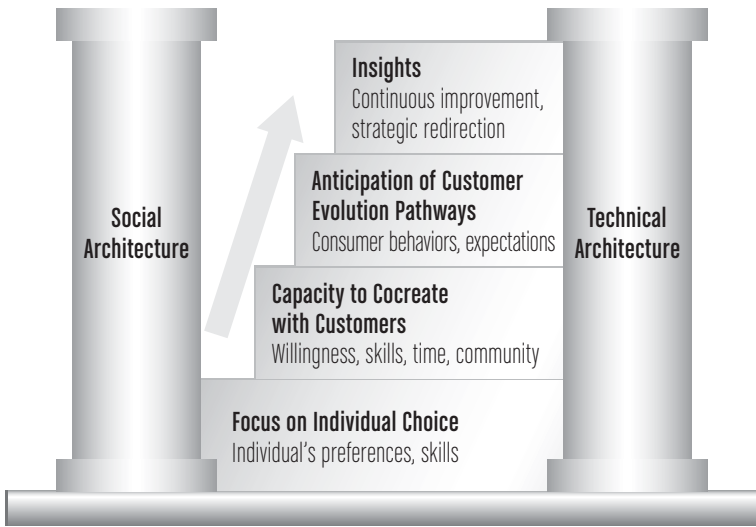 Insights
Continuous improvement,
strategic redirection
Anticipation of Customer
Evolution Pathways
Consumer behaviors, expectations
Social
Architecture
Technical
Architecture
Capacity to Cocreate
with Customers
Willingness, skills, time, community
Focus on Individual Choice
Individual's preferences, skills